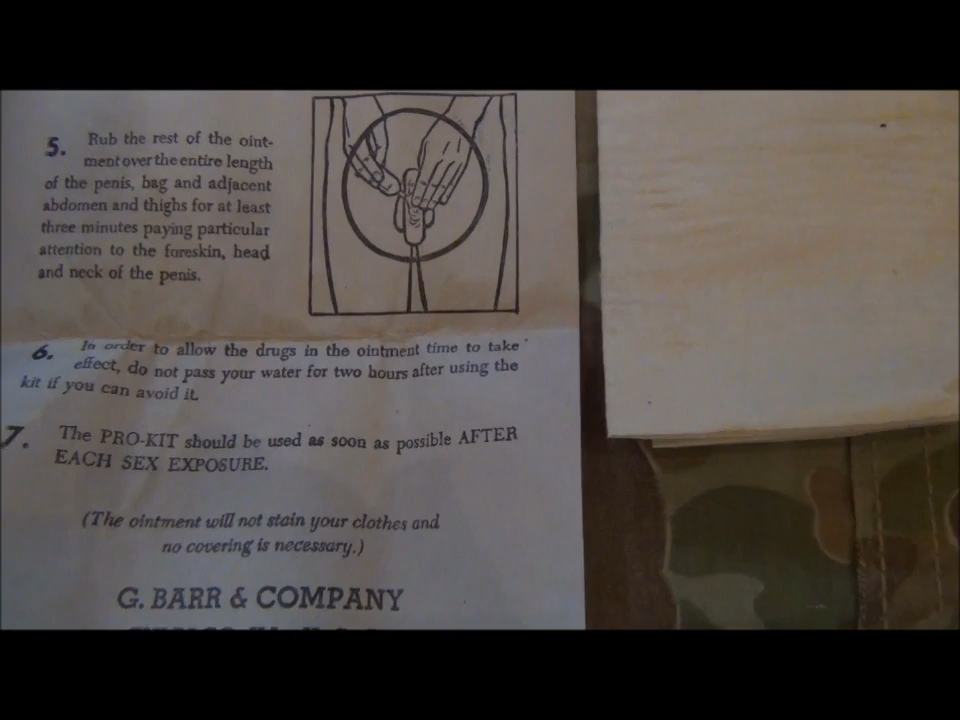 5. Rub the rest of the oint-
ment over the entire length
of the penis, bag and adjacent
abdomen and thighs for at least
three minutes paying particular
attention to the foreskin, head
and neck of the penis.
6. In order to allow the drugs in the ointment time to take
effect, do not pass your water for two hours after using the
kit if you can avoid it.
7. The PRO-KIT should be used as soon as possible AFTER
EACH SEX EXPOSURE.
(The ointment will not stain your clothes and
no covering is necessary.)
G. BARR & COMPANY